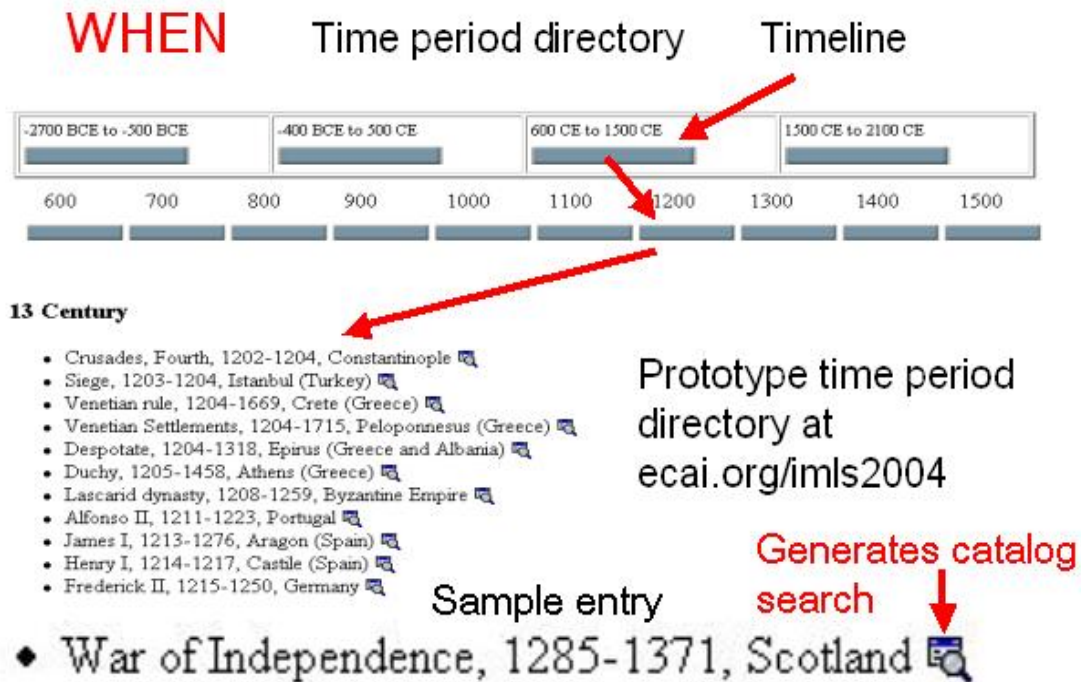 WHEN Time period directory Timeline
-2700 BCE to -500 BCE -400 BCE to 500 CE 600 CE to 1500 CE 1500 CE to 2100 CE
600 700 800 900 1000 1100 1200 1300 1400 1500
13 Century
• Crusades, Fourth, 1202-1204, Constantinople
• Siege, 1203-1204, Istanbul (Turkey)
• Venetian rule, 1204-1669, Crete (Greece)
• Venetian Settlements, 1204-1715, Peloponnesus (Greece)
• Despotate, 1204-1318, Epirus (Greece and Albania)
• Duchy, 1205-1458, Athens (Greece)
• Lascarid dynasty, 1208-1259, Byzantine Empire
• Alfonso II, 1211-1223, Portugal
• James I, 1213-1276, Aragon (Spain)
• Henry I, 1214-1217, Castile (Spain)
• Frederick II, 1215-1250, Germany
Prototype time period
directory at
ecai.org/imls2004
Generates catalog
search
Sample entry
• War of Independence, 1285-1371, Scotland